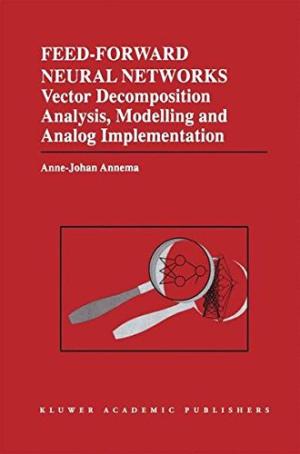 FEED-FORWARD
NEURAL NETWORKS
Vector Decomposition
Analysis, Modelling and
Analog Implementation
Anne-Johan Annema
KLUWER ACADEMIC PUBLISHERS